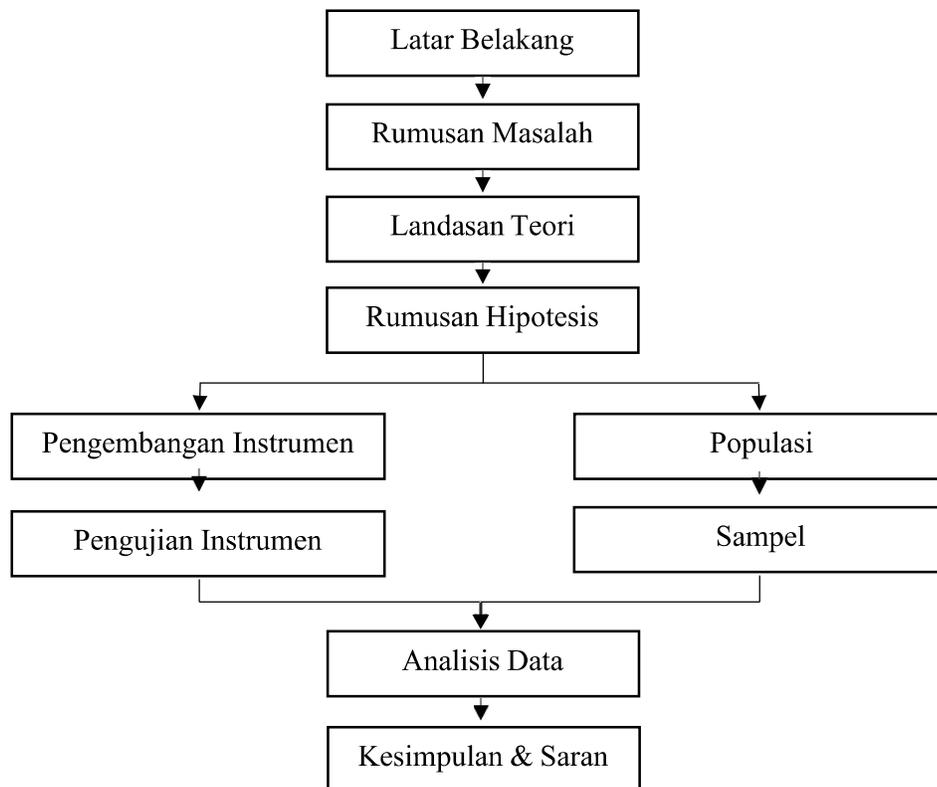 Latar Belakang
Rumusan Masalah
Landasan Teori
Rumusan Hipotesis
Pengembangan Instrumen
Populasi
Pengujian Instrumen
Sampel
Analisis Data
Kesimpulan & Saran